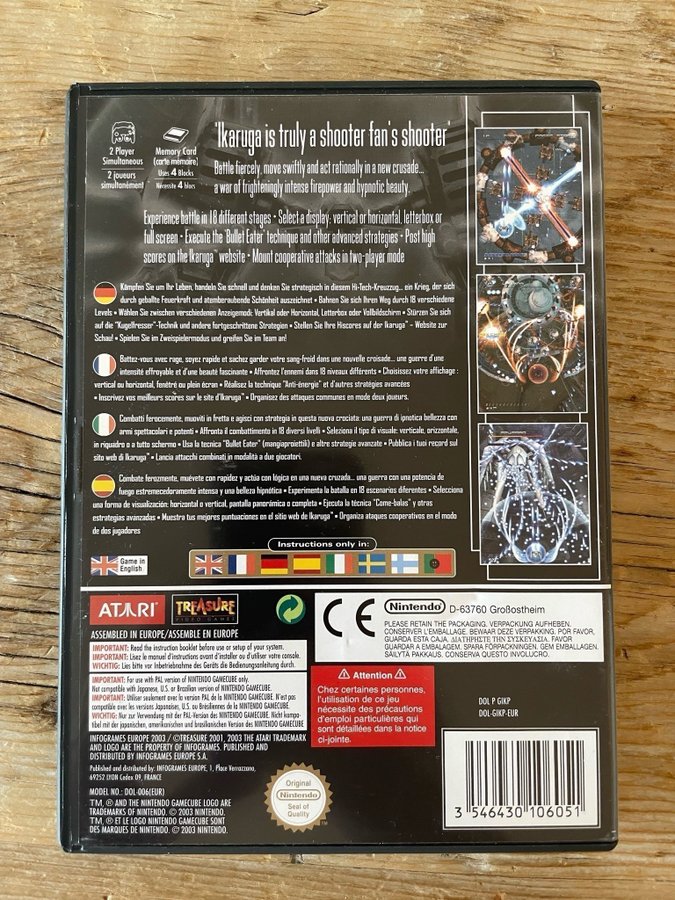 2 Player
Simultaneous
2 joueurs
simultanément
Memory Card
(carte mémoire)
Uses 4 Blocks
Nécessite 4 blocs
'Ikaruga is truly a shooter fan's shooter'
Battle fiercely, move swiftly and act rationally in a new crusade...
a war of frighteningly intense firepower and hypnotic beauty.
Experience battle in 18 different stages • Select a display: vertical or horizontal, letterbox or
full screen • Execute the 'Bullet Eater' technique and other advanced strategies • Post high
scores on the Ikaruga™ website • Mount cooperative attacks in two-player mode
Kämpfen Sie um Ihr Leben, handeln Sie schnell und denken Sie strategisch in diesem Hi-Tech-Kreuzzug... ein Krieg, der sich
durch geballte Feuerkraft und atemberaubende Schönheit auszeichnet • Bahnen Sie sich Ihren Weg durch 18 verschiedene
Levels • Wählen Sie zwischen verschiedenen Anzeigemodi: Vertikal oder Horizontal, Letterbox oder Vollbildschirm • Stürzen Sie sich
auf die "Kugelfresser"-Technik und andere fortgeschrittene Strategien • Stellen Sie Ihre Hiscores auf der Ikaruga™ - Website zur
Schau! • Spielen Sie im Zweispielermodus und greifen Sie im Team an!
Battez-vous avec rage, soyez rapide et sachez garder votre sang-froid dans une nouvelle croisade... une guerre d'une
intensité effroyable et d'une beauté fascinante • Affrontez l'ennemi dans 18 niveaux différents • Choisissez votre affichage :
vertical ou horizontal, fenêtré ou plein écran • Réalisez la technique "Anti-énergie" et d'autres stratégies avancées
• Inscrivez vos meilleurs scores sur le site d'Ikaruga™ • Organisez des attaques communes en mode deux joueurs.
Combatti ferocemente, muoviti in fretta e agisci con strategia in questa nuova crociata: una guerra di ipnotica bellezza con
armi spettacolari e potenti • Affronta il combattimento in 18 diversi livelli • Seleziona il tipo di visuale: verticale, orizzontale,
in riquadro o a tutto schermo • Usa la tecnica "Bullet Eater" (mangiaproiettili) e altre strategie avanzate • Pubblica i tuoi record sul
sito web di Ikaruga™ • Lancia attacchi combinati in modalità a due giocatori.
Combate ferozmente, muévete con rapidez y actúa con lógica en una nueva cruzada... una guerra con una potencia de
fuego estremecedoramente intensa y una belleza hipnótica • Experimenta la batalla en 18 escenarios diferentes • Selecciona
una forma de visualización: horizontal o vertical, pantalla panorámica o completa • Ejecuta la técnica "Come-balas" y otras
estrategias avanzadas • Muestra tus mejores puntuaciones en el sitio web de Ikaruga™ • Organiza ataques cooperativos en el modo
de dos jugadores
Instructions only in:
Game in
English
ATARI
TREASURE
VIDEO GAMES
ASSEMBLED IN EUROPE/ASSEMBLE EN EUROPE
IMPORTANT: Read the instruction booklet before use or setup of your system.
IMPORTANT: Lisez le manuel d'instructions avant d'installer ou d'utiliser votre console.
WICHTIG: Lies bitte vor Inbetriebnahme des Geräts die Bedienungsanleitung durch.
IMPORTANT: For use with PAL version of NINTENDO GAMECUBE only.
Not compatible with Japanese, U.S. or Brazilian version of NINTENDO GAMECUBE.
IMPORTANT: Utiliser seulement avec la version PAL de la NINTENDO GAMECUBE. N'est pas
compatible avec les versions Japonaises, U.S. ou Brésiliennes de la NINTENDO GAMECUBE.
WICHTIG: Nur zur Verwendung mit der PAL-Version des NINTENDO GAMECUBE. Nicht kompa-
tibel mit der japanischen, amerikanischen und brasilianischen Version des NINTENDO GAMECUBE
INFOGRAMES EUROPE 2003 / ©TREASURE 2001, 2003 THE ATARI TRADEMARK
AND LOGO ARE THE PROPERTY OF INFOGRAMES. PUBLISHED AND
DISTRIBUTED BY INFOGRAMES EUROPE S.A.
Published and distributed by: INFOGRAMES EUROPE, 1, Place Verrazzano,
69252 LYON Cedex 09, FRANCE
MODEL NO: DOL-006(EUR)
TM, ® AND THE NINTENDO GAMECUBE LOGO ARE
TRADEMARKS OF NINTENDO. © 2003 NINTENDO.
TM, ® ET LE LOGO NINTENDO GAMECUBE SONT
DES MARQUES DE NINTENDO. © 2003 NINTENDO.
Original
Nintendo
Seal of
Quality
CE
Nintendo D-63760 Großostheim
PLEASE RETAIN THE PACKAGING. VERPACKUNG AUFHEBEN.
CONSERVER L'EMBALLAGE. BEWAAR DEZE VERPAKKING. POR FAVOR,
GUARDA ESTA CAJA. ΔΙΑΤΗΡΗΣΤΕ ΤΗΝ ΣΥΣΚΕΥΑΣΙΑ. FAVOR
GUARDAR A EMBALAGEM. SPARA FÖRPACKNINGEN. GEM EMBALLAGEN.
SÄILYTÄ PAKKAUS. CONSERVA QUESTO INVOLUCRO.
Attention
Chez certaines personnes,
l'utilisation de ce jeu
nécessite des précautions
d'emploi particulières qui
sont détaillées dans la notice
ci-jointe.
DOL P GIKP
DOL-GIKP-EUR
3 546430 106051